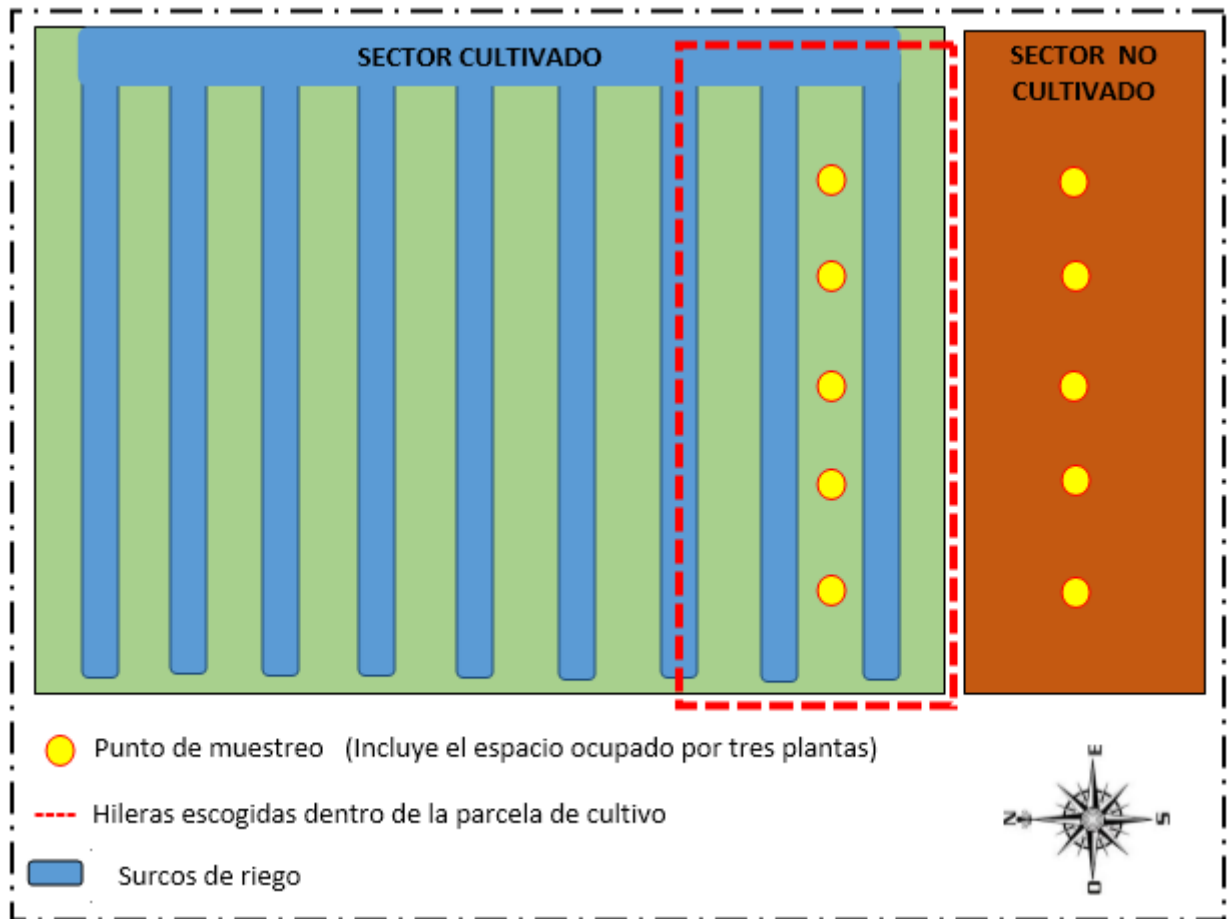 SECTOR CULTIVADO
SECTOR NO
CULTIVADO
Punto de muestreo (Incluye el espacio ocupado por tres plantas)
Hileras escogidas dentro de la parcela de cultivo
Surcos de riego
E
N
S
O